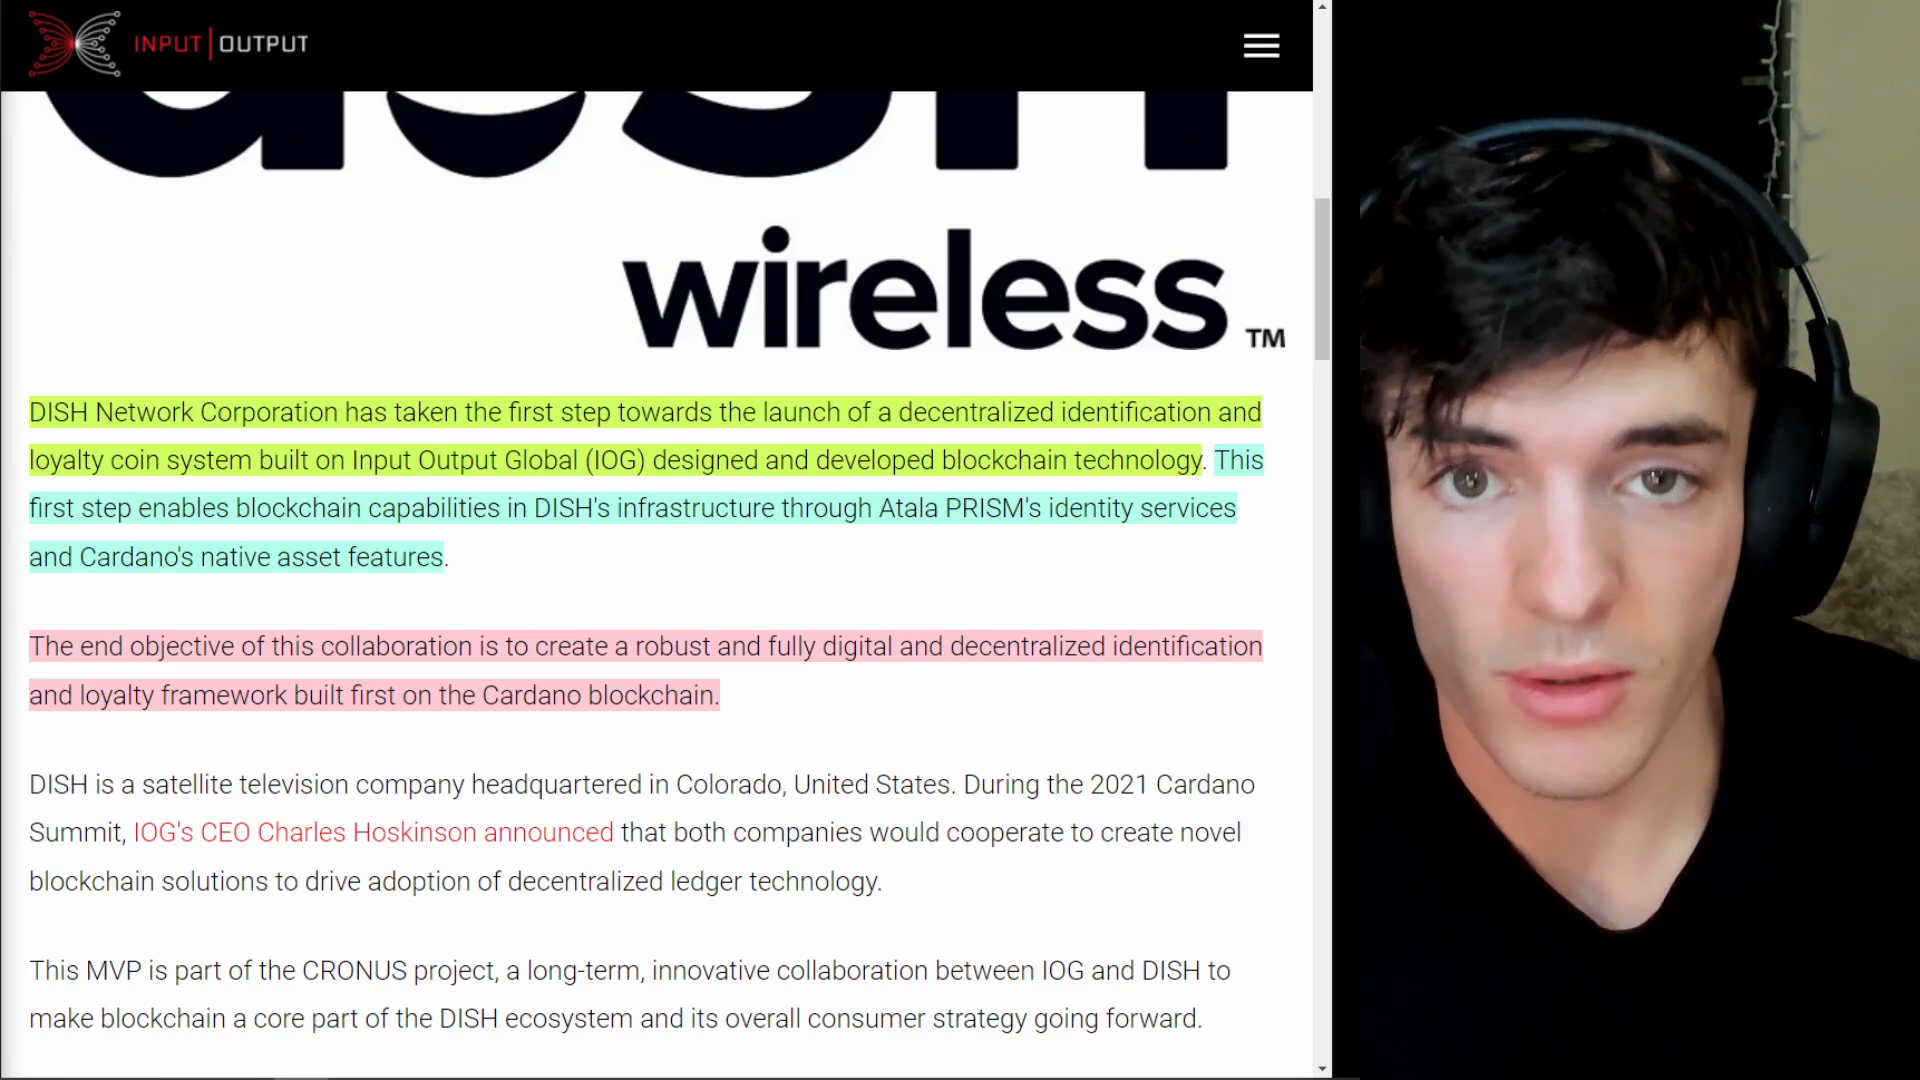 INPUT|OUTPUT
dish
wireless
TM
DISH Network Corporation has taken the first step towards the launch of a decentralized identification and
loyalty coin system built on Input Output Global (IOG) designed and developed blockchain technology. This
first step enables blockchain capabilities in DISH's infrastructure through Atala PRISM's identity services
and Cardano's native asset features.
The end objective of this collaboration is to create a robust and fully digital and decentralized identification
and loyalty framework built first on the Cardano blockchain.
DISH is a satellite television company headquartered in Colorado, United States. During the 2021 Cardano
Summit, IOG's CEO Charles Hoskinson announced that both companies would cooperate to create novel
blockchain solutions to drive adoption of decentralized ledger technology.
This MVP is part of the CRONUS project, a long-term, innovative collaboration between IOG and DISH to
make blockchain a core part of the DISH ecosystem and its overall consumer strategy going forward.